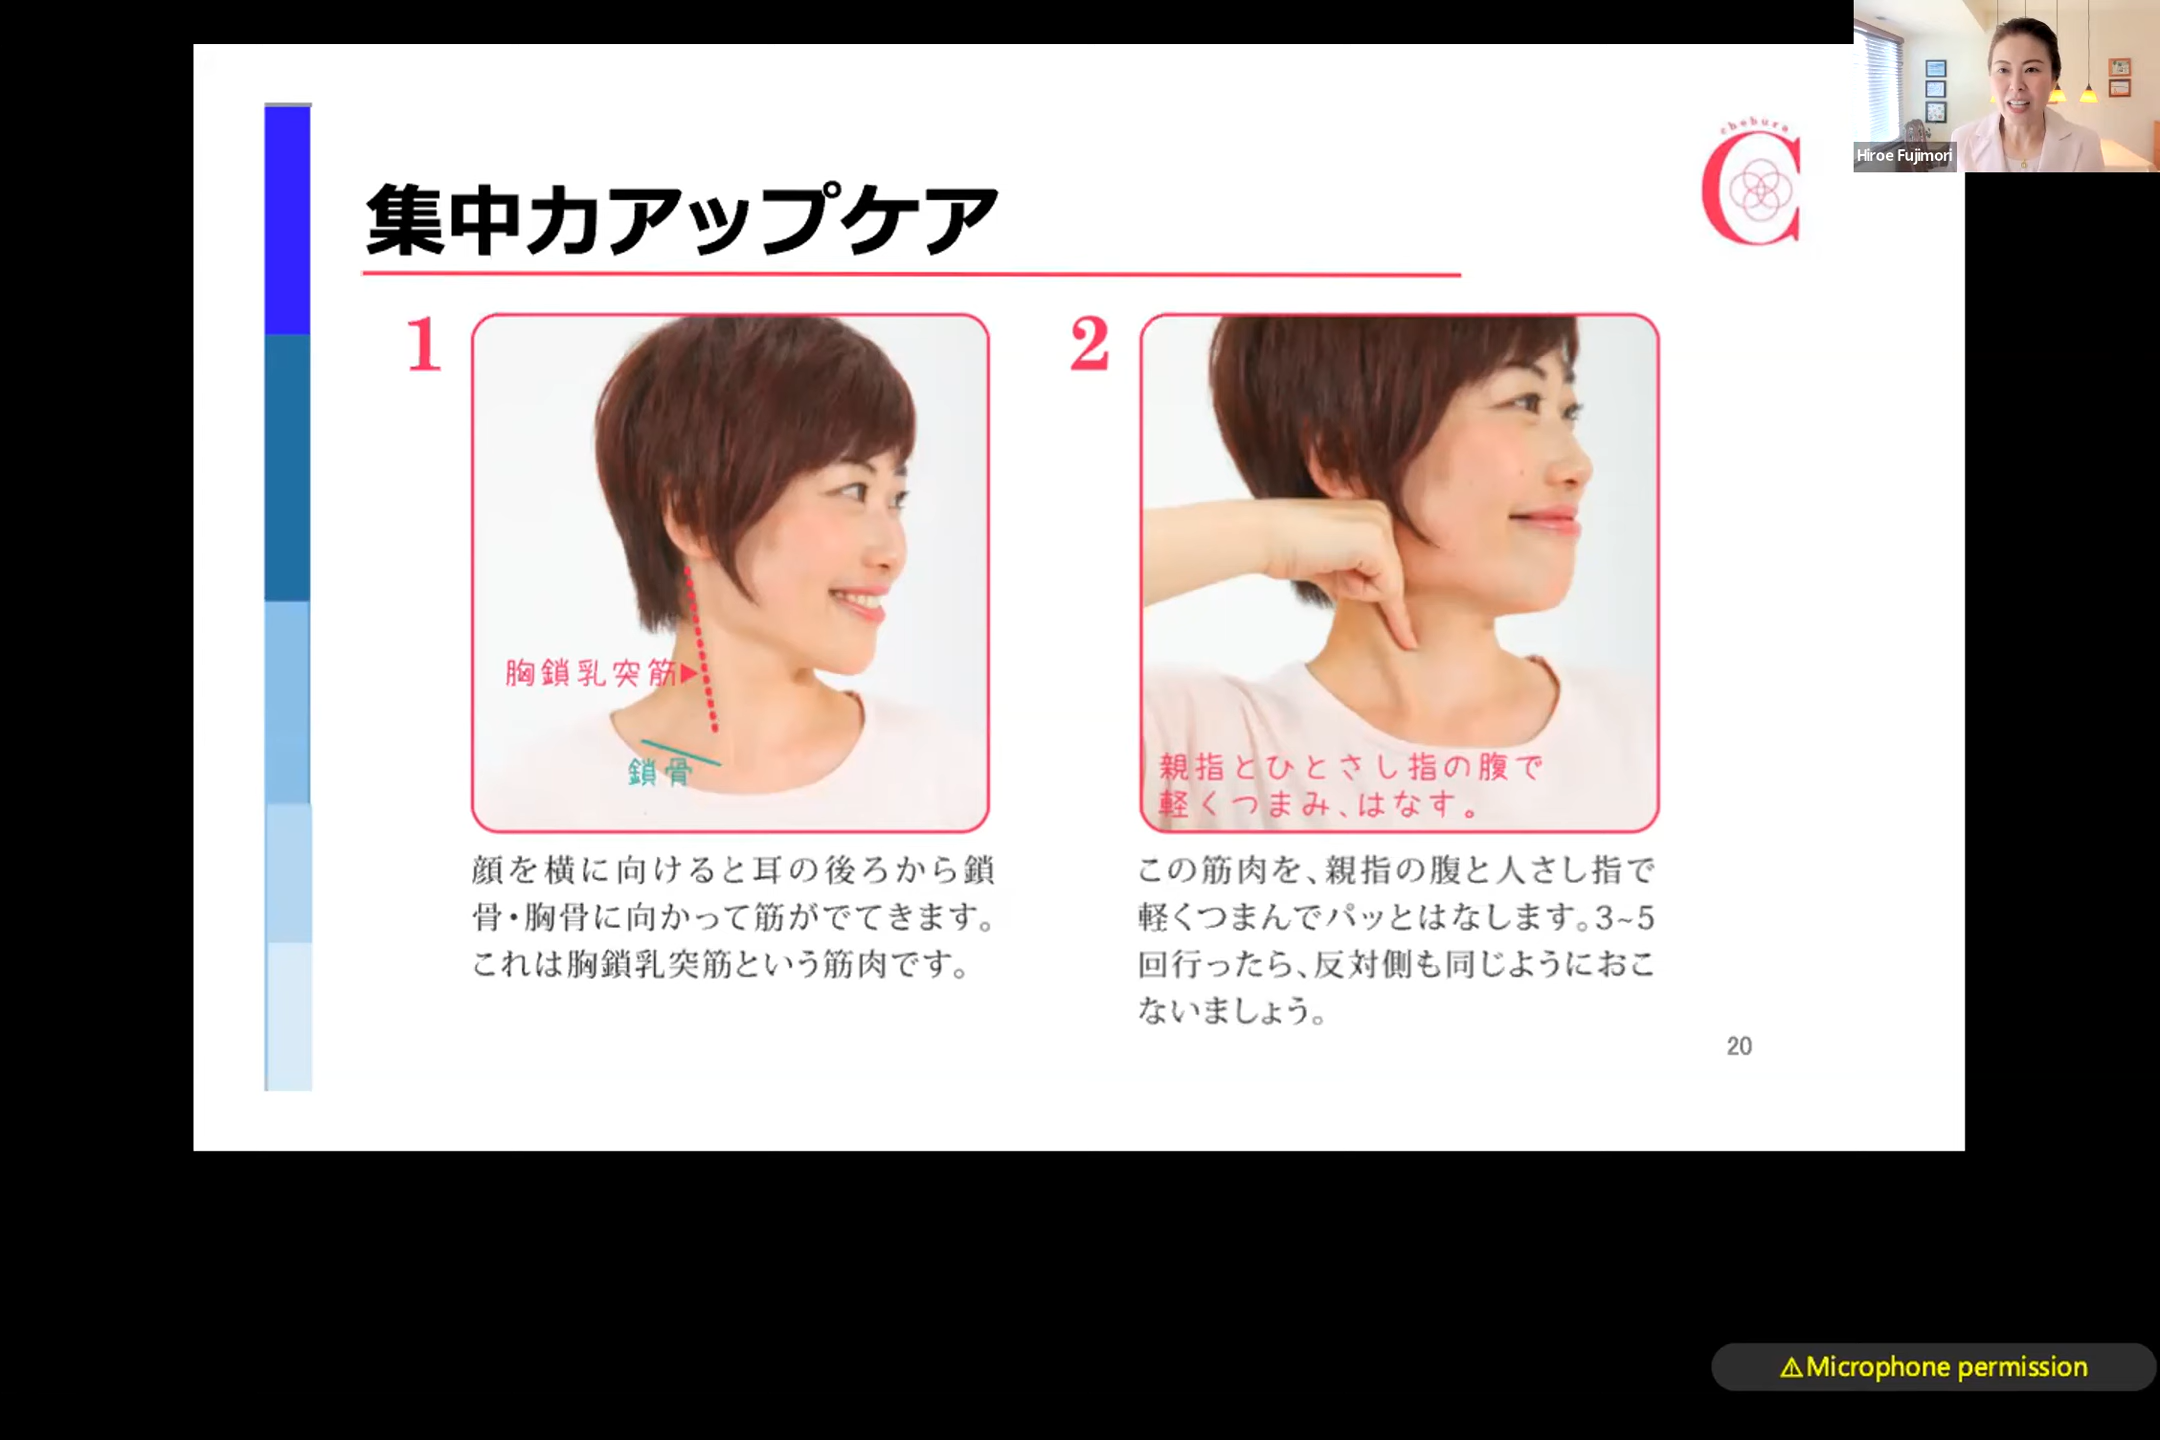 集中力アップケア
chebura
C
Hiroe Fujimori
1
胸鎖乳突筋▶
鎖骨
顔を横に向けると耳の後ろから鎖
骨・胸骨に向かって筋がでてきます。
これは胸鎖乳突筋という筋肉です。
2
親指とひとさし指の腹で
軽くつまみ、はなす。
この筋肉を、親指の腹と人さし指で
軽くつまんでパッとはなします。3~5
回行ったら、反対側も同じようにおこ
ないましょう。
20
⚠Microphone permission